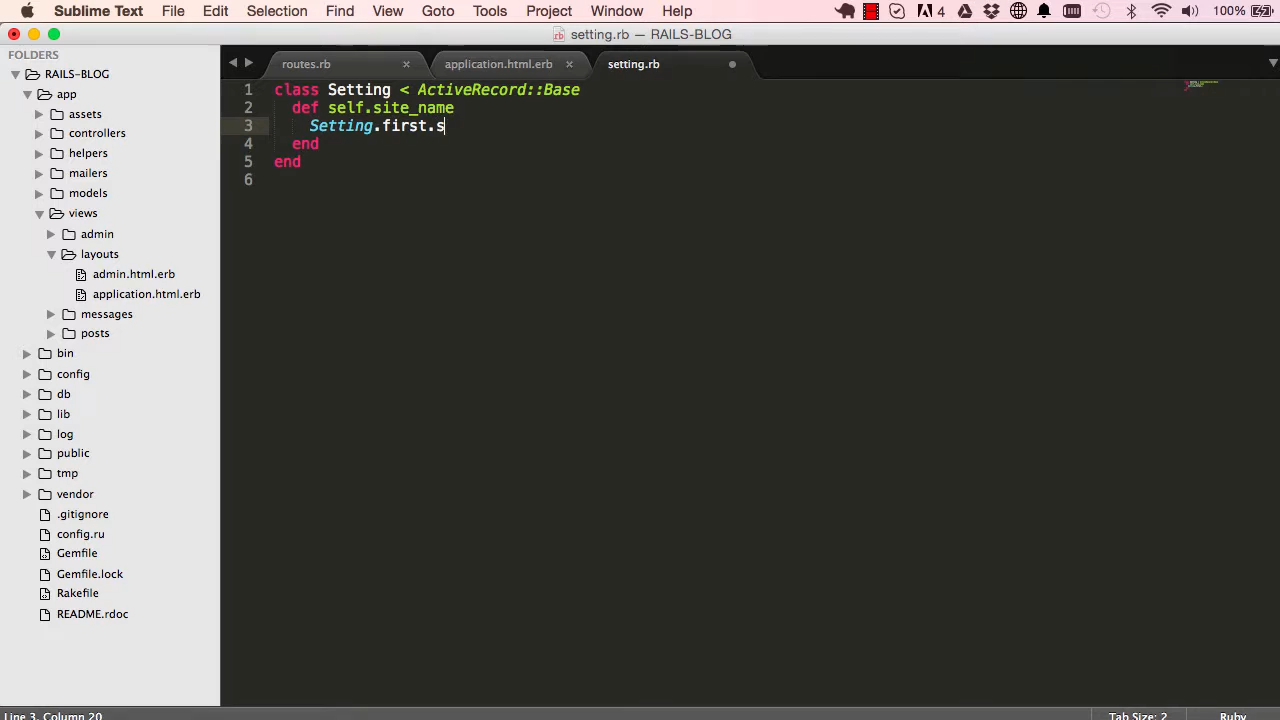 Sublime Text File Edit Selection Find View Goto Tools Project Window Help 4 100%
rb setting.rb — RAILS-BLOG
FOLDERS
RAILS-BLOG
app
assets
controllers
helpers
mailers
models
views
admin
layouts
admin.html.erb
application.html.erb
messages
posts
bin
config
db
lib
log
public
tmp
vendor
.gitignore
config.ru
Gemfile
Gemfile.lock
Rakefile
README.rdoc
routes.rb × application.html.erb × setting.rb
1 class Setting < ActiveRecord::Base
2 def self.site_name
3 Setting.first.s
4 end
5 end
6
Line 3, Column 20 Tab Size: 2 Ruby